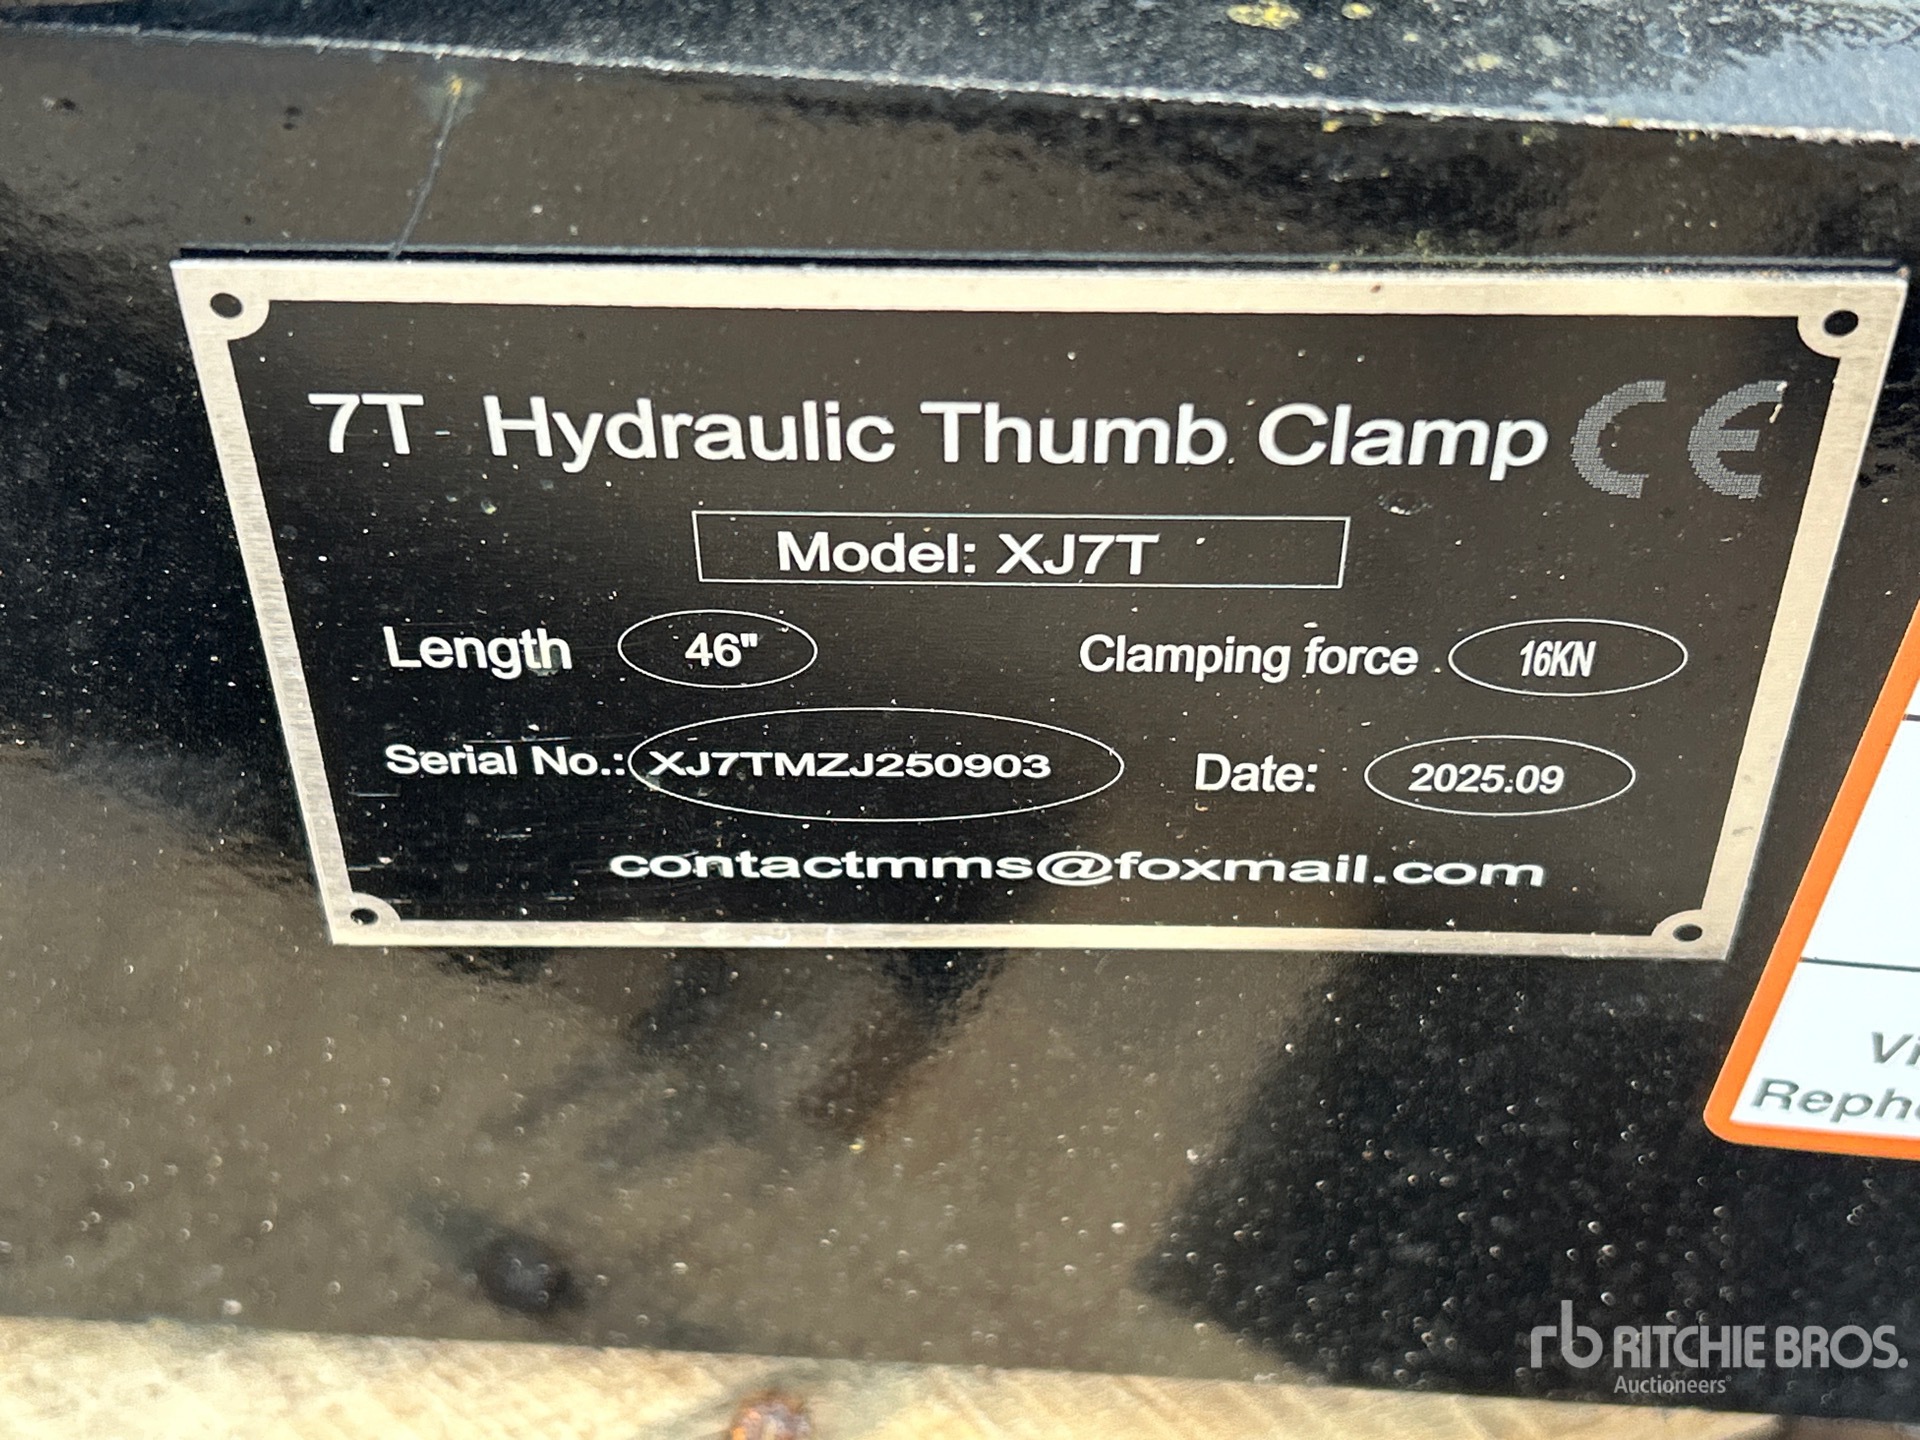 7T Hydraulic Thumb Clamp CE
Model: XJ7T
Length 46" Clamping force 16KN
Serial No.: XJ7TMZJ250903 Date: 2025.09
contactmms@foxmail.com
rb RITCHIE BROS.
Auctioneers